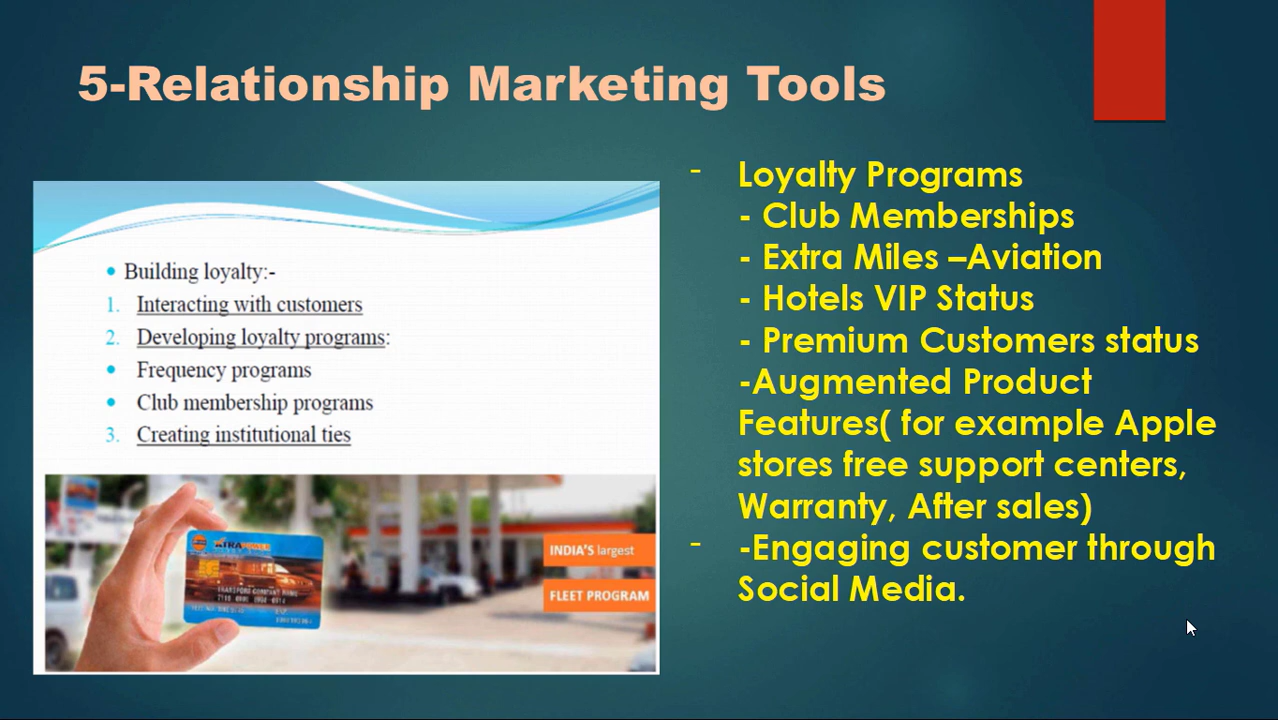 5-Relationship Marketing Tools
• Building loyalty:-
1. Interacting with customers
2. Developing loyalty programs:
• Frequency programs
• Club membership programs
3. Creating institutional ties
INDIA'S largest
FLEET PROGRAM
- Loyalty Programs
- Club Memberships
- Extra Miles –Aviation
- Hotels VIP Status
- Premium Customers status
-Augmented Product
Features( for example Apple
stores free support centers,
Warranty, After sales)
- -Engaging customer through
Social Media.